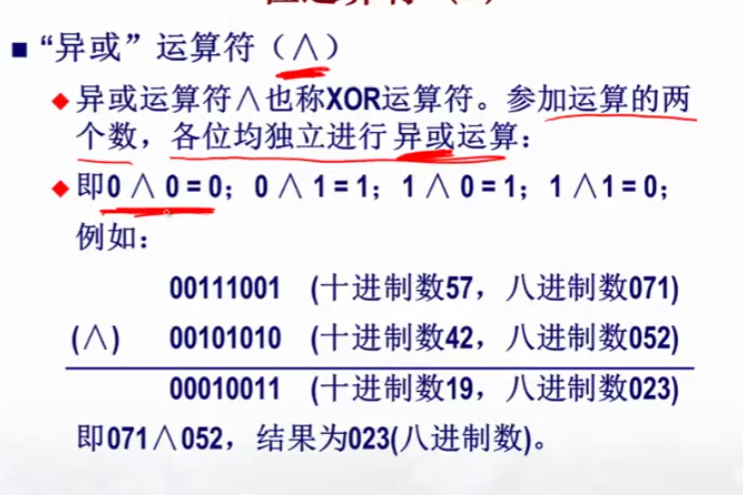 “异或”运算符（∧）
异或运算符∧也称XOR运算符。参加运算的两
个数，各位均独立进行异或运算：
即0 ∧ 0 = 0；0 ∧ 1 = 1；1 ∧ 0 = 1；1 ∧1 = 0；
例如：
00111001 (十进制数57，八进制数071)
(∧) 00101010 (十进制数42，八进制数052)
00010011 (十进制数19，八进制数023)
即071∧052，结果为023(八进制数)。